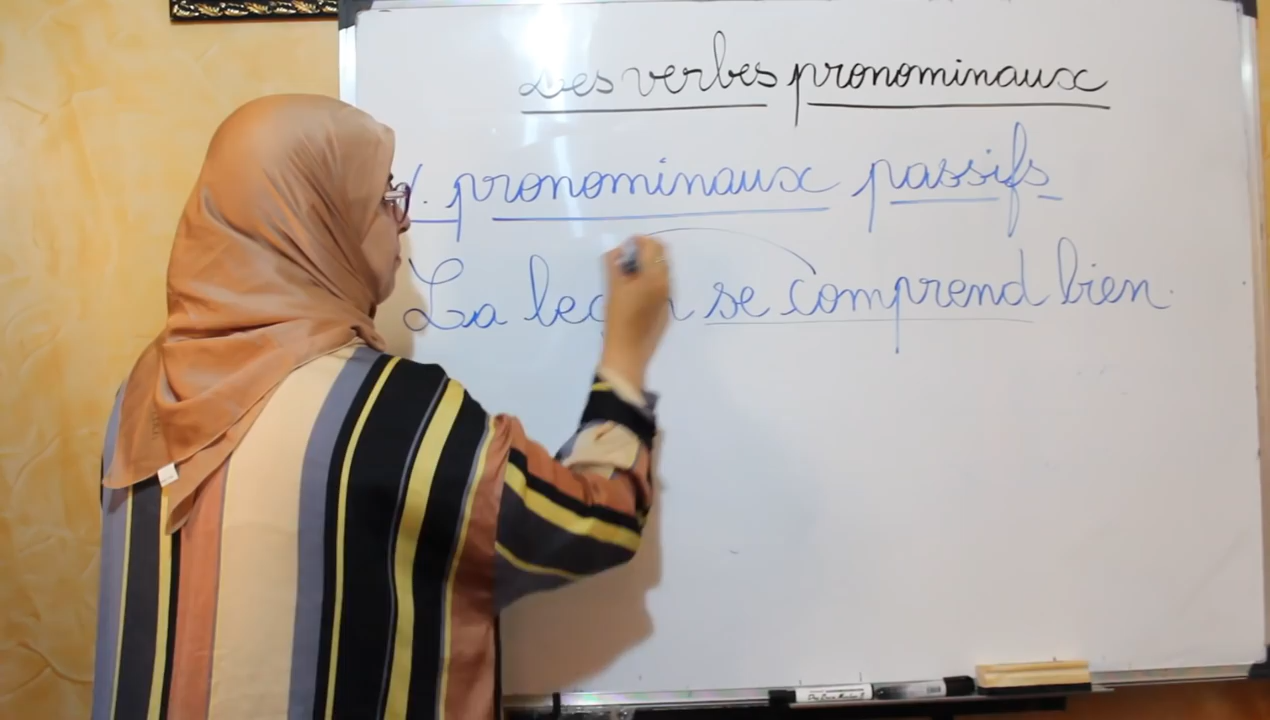 Les verbes pronominaux
V. pronominaux passifs
La leçon se comprend bien.